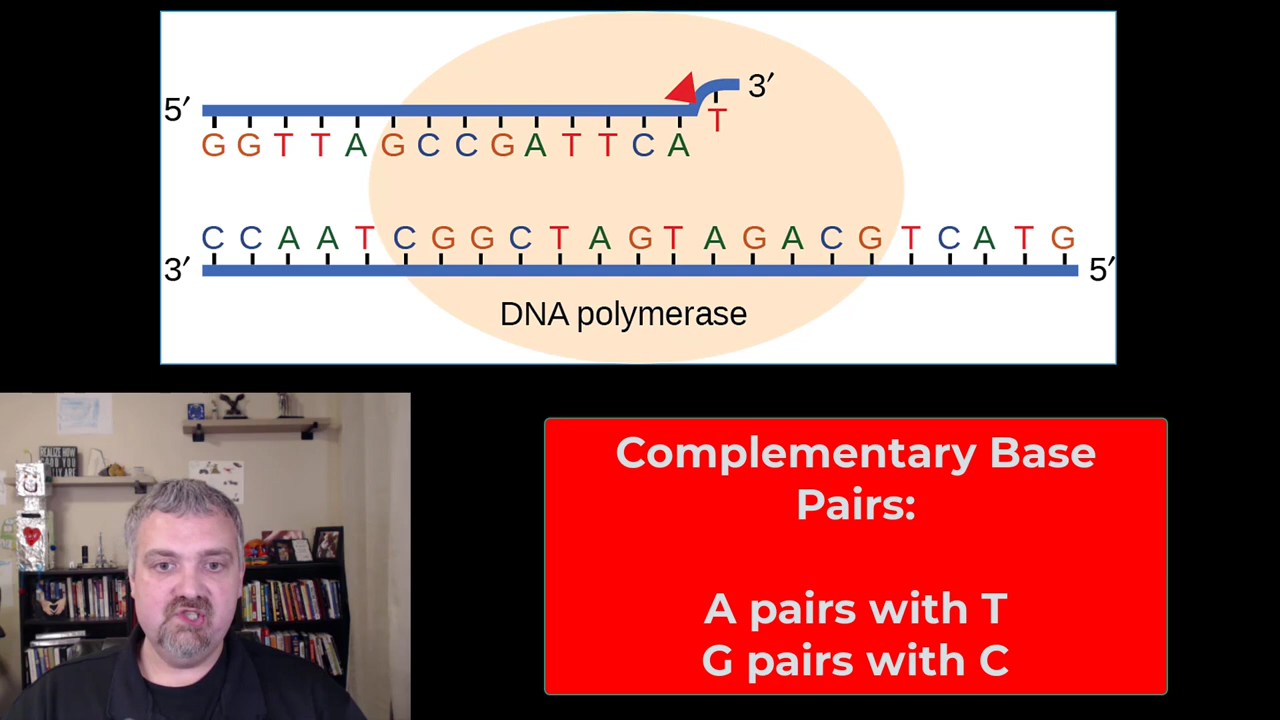 5′ 3′
T
G G T T A G C C G A T T C A
C C A A T C G G C T A G T A G A C G T C A T G
3′ 5′
DNA polymerase
Complementary Base
Pairs:
A pairs with T
G pairs with C